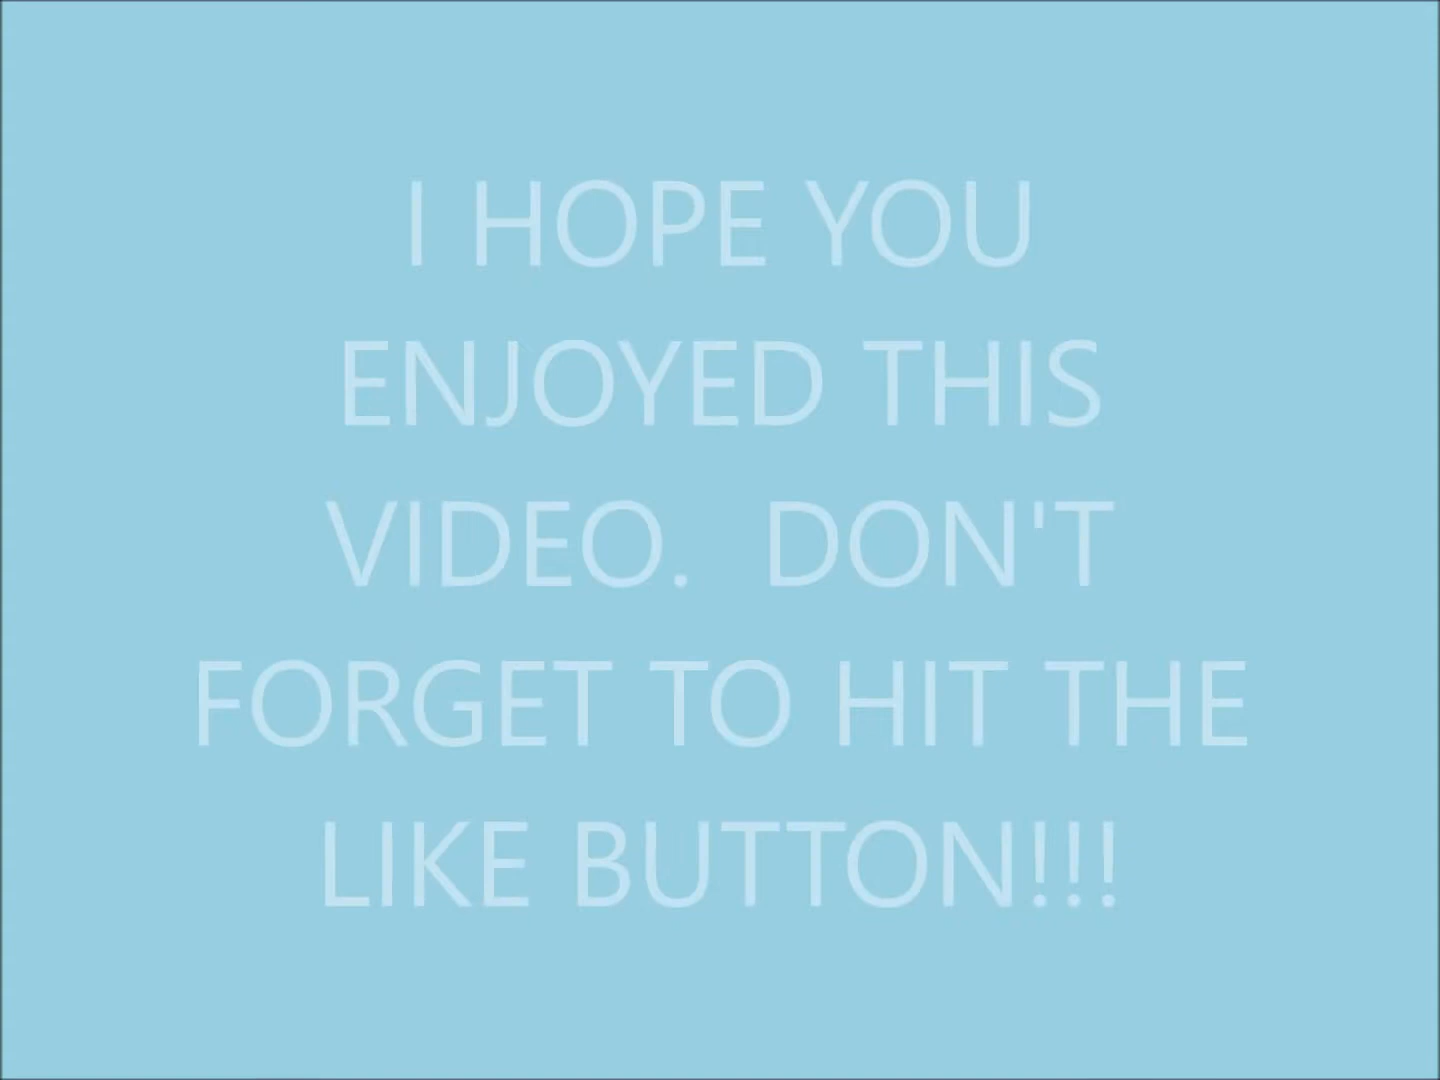 I HOPE YOU
ENJOYED THIS
VIDEO.  DON'T
FORGET TO HIT THE
LIKE BUTTON!!!